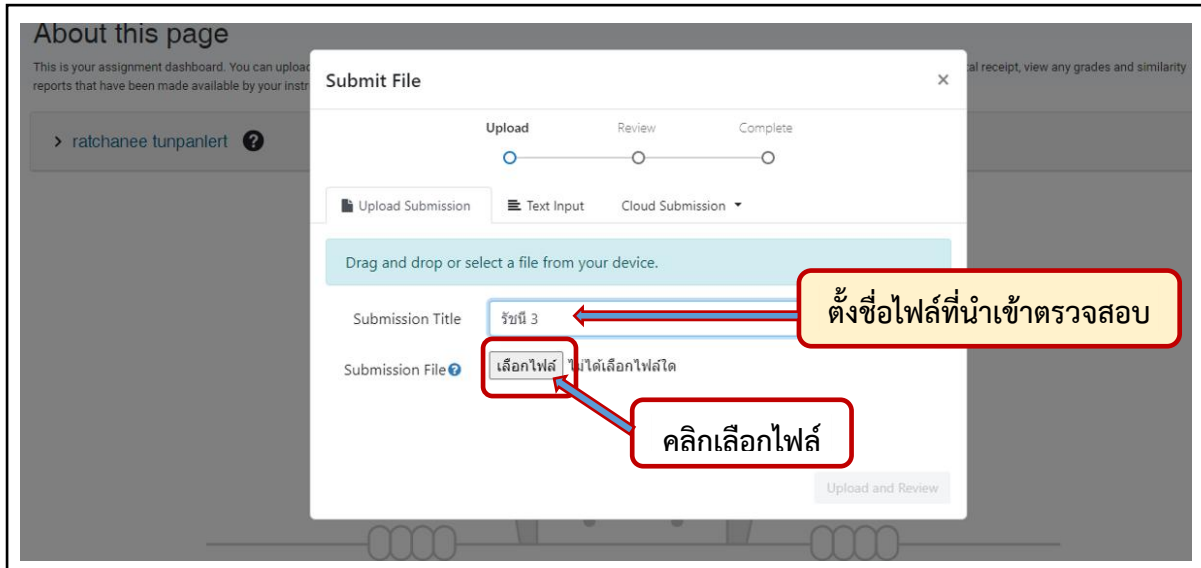 About this page
This is your assignment dashboard. You can upload
al receipt, view any grades and similarity
reports that have been made available by your instr
ratchanee tunpanlert ?
Submit File ×
Upload Review Complete
Upload Submission Text Input Cloud Submission
Drag and drop or select a file from your device.
Submission Title รัชนี 3
ตั้งชื่อไฟล์ที่นำเข้าตรวจสอบ
Submission File ? เลือกไฟล์ ไม่ได้เลือกไฟล์ใด
คลิกเลือกไฟล์
Upload and Review